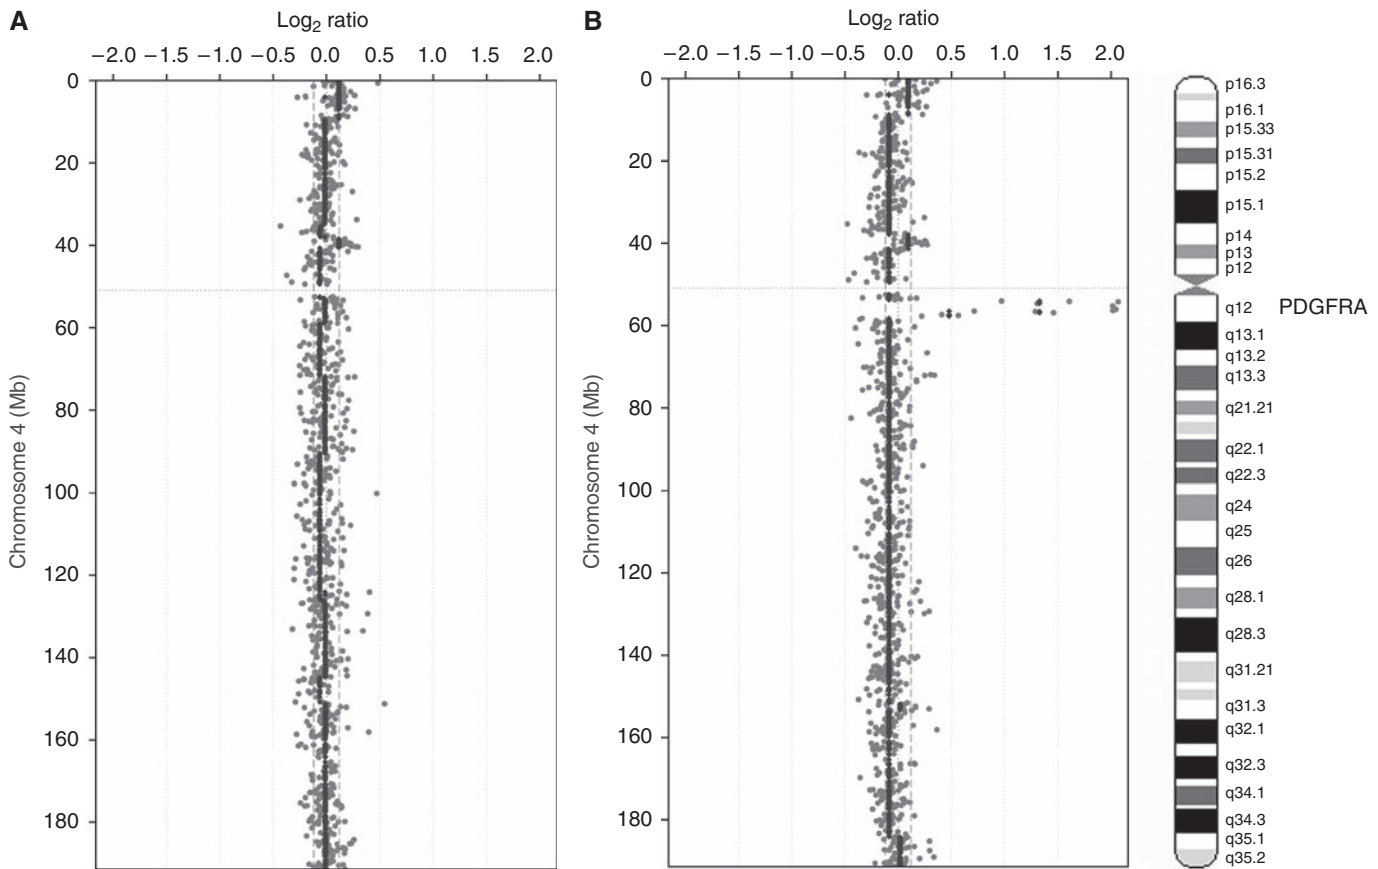 A
Log2 ratio
−2.0 −1.5 −1.0 −0.5 0.0 0.5 1.0 1.5 2.0
0
20
40
60
80
100
120
140
160
180
Chromosome 4 (Mb)
B
Log2 ratio
−2.0 −1.5 −1.0 −0.5 0.0 0.5 1.0 1.5 2.0
0
20
40
60
80
100
120
140
160
180
Chromosome 4 (Mb)
p16.3
p16.1
p15.33
p15.31
p15.2
p15.1
p14
p13
p12
q12 PDGFRA
q13.1
q13.2
q13.3
q21.21
q22.1
q22.3
q24
q25
q26
q28.1
q28.3
q31.21
q31.3
q32.1
q32.3
q34.1
q34.3
q35.1
q35.2